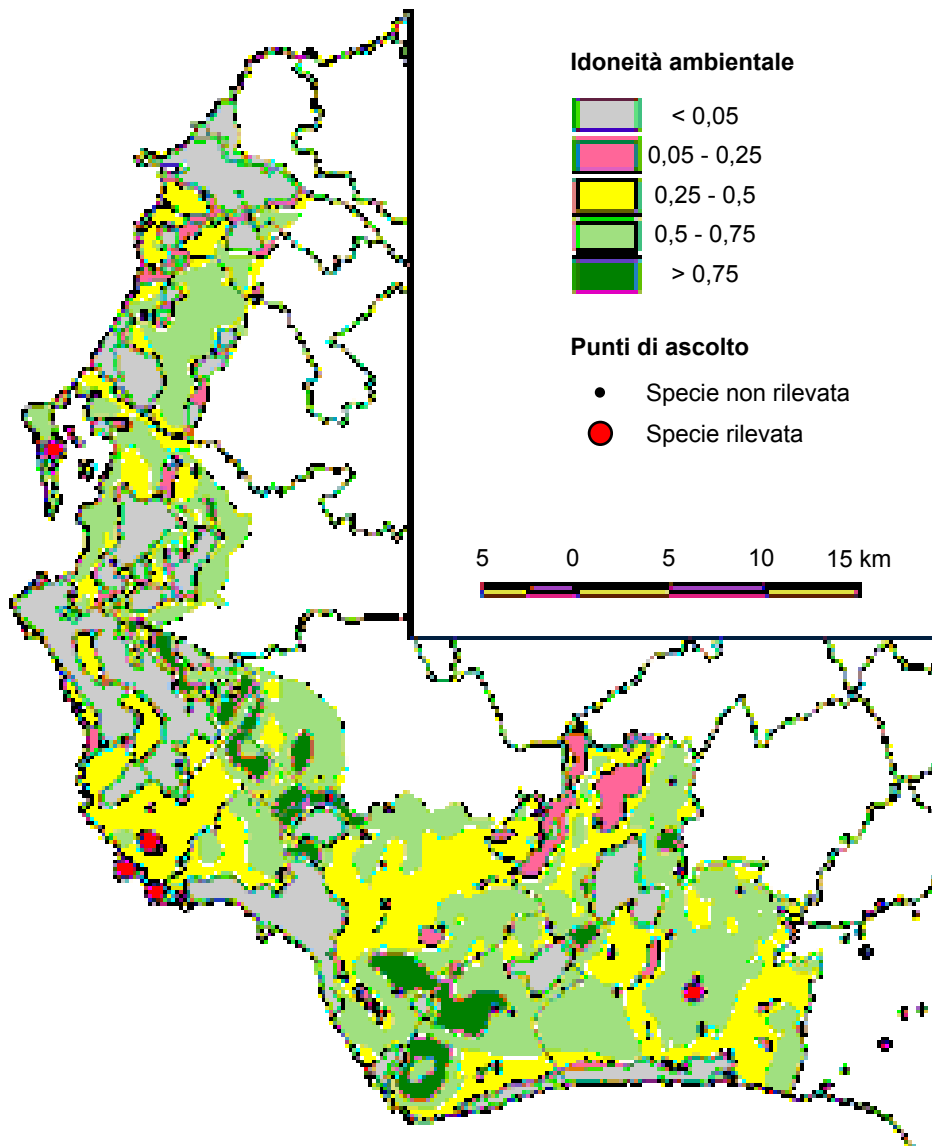 Idoneità ambientale
< 0,05
0,05 - 0,25
0,25 - 0,5
0,5 - 0,75
> 0,75
Punti di ascolto
Specie non rilevata
Specie rilevata
5 0 5 10 15 km